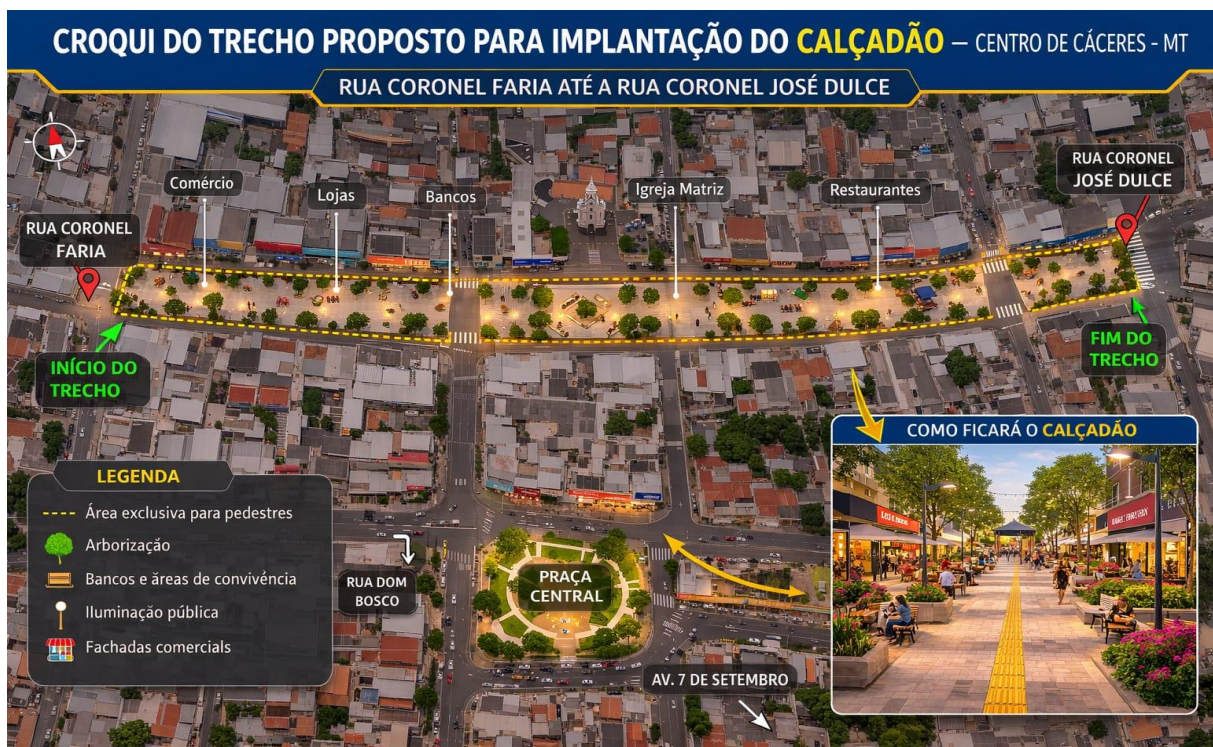 CROQUI DO TRECHO PROPOSTO PARA IMPLANTAÇÃO DO CALÇADÃO — CENTRO DE CÁCERES - MT
RUA CORONEL FARIA ATÉ A RUA CORONEL JOSÉ DULCE
Comércio
Lojas
Bancos
Igreja Matriz
Restaurantes
RUA CORONEL
JOSÉ DULCE
RUA CORONEL
FARIA
INÍCIO DO
TRECHO
FIM DO
TRECHO
COMO FICARÁ O CALÇADÃO
LEGENDA
Área exclusiva para pedestres
Arborização
Bancos e ăreas de convivéncia
Iluminação pública
Fachadas comercials
RUA DOM
BOSCO
PRAÇA
CENTRAL
AV. 7 DE SETEMBRO